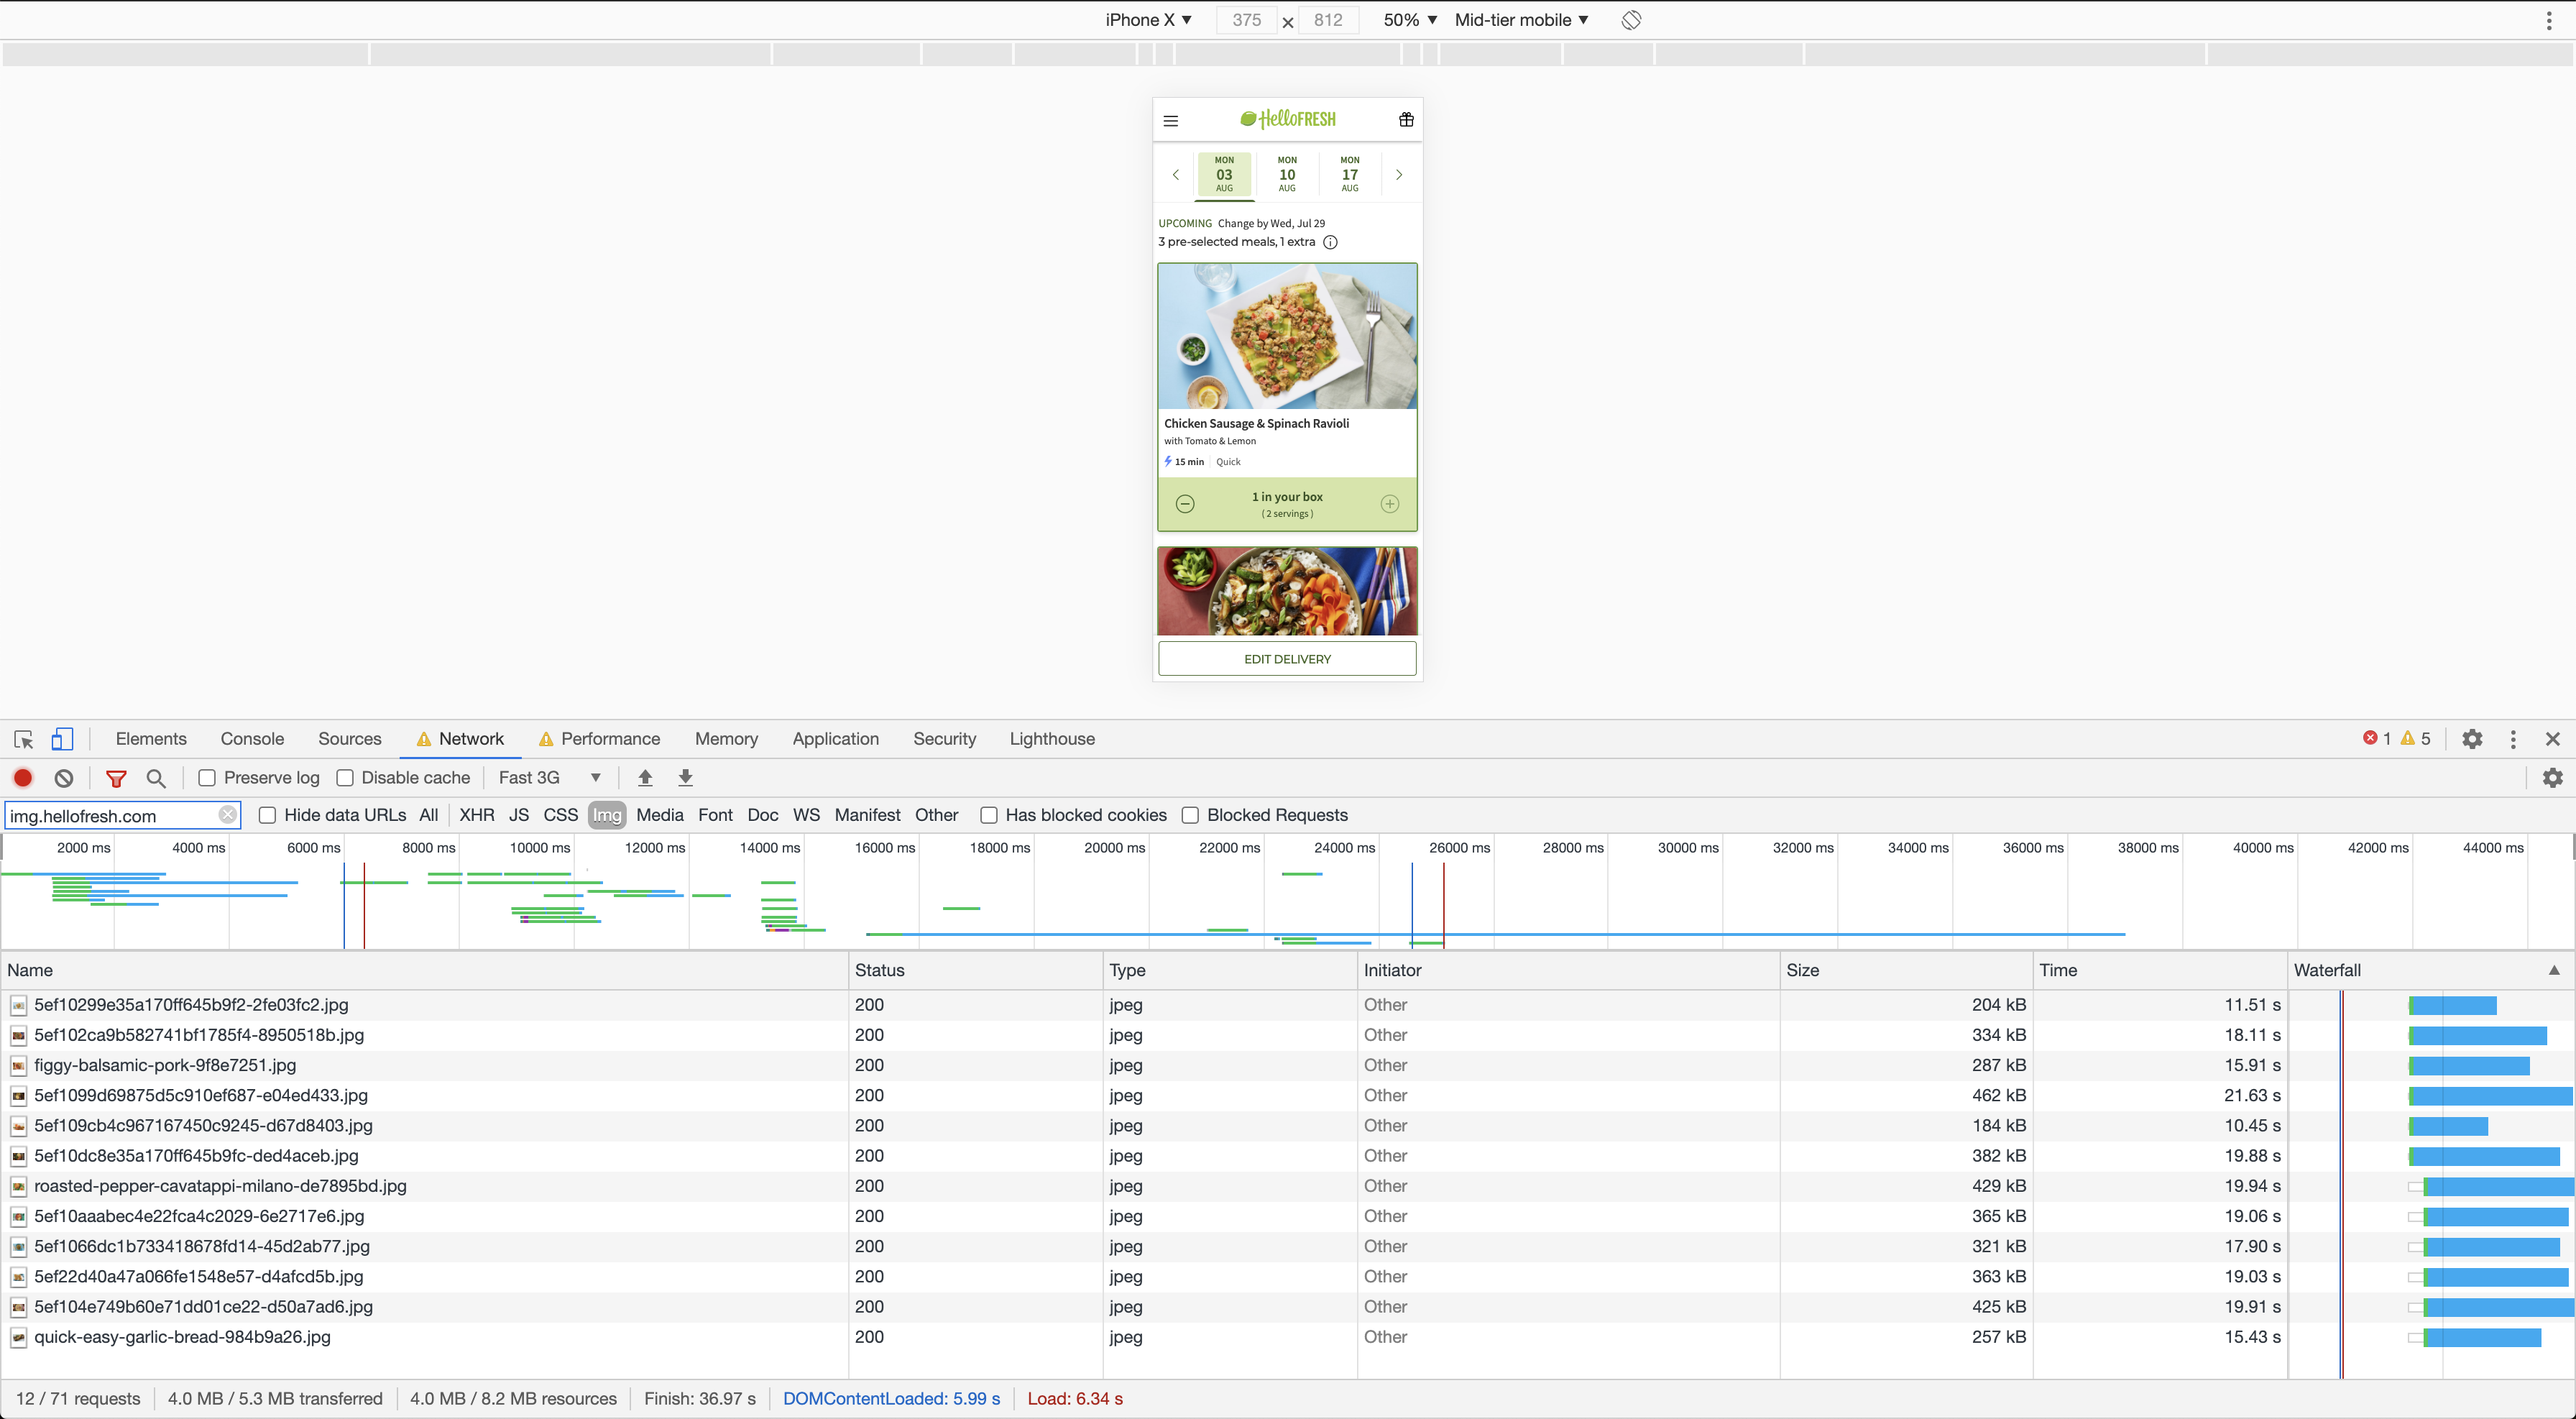 iPhone X ▼ 375 × 812 50% ▼ Mid-tier mobile ▼
HelloFRESH
MON MON MON
03 10 17
AUG AUG AUG
UPCOMING Change by Wed, Jul 29
3 pre-selected meals, 1 extra
Chicken Sausage & Spinach Ravioli
with Tomato & Lemon
15 min Quick
1 in your box
( 2 servings )
EDIT DELIVERY
Elements Console Sources Network Performance Memory Application Security Lighthouse 1 5
Preserve log Disable cache Fast 3G ▼
img.hellofresh.com Hide data URLs All XHR JS CSS Img Media Font Doc WS Manifest Other Has blocked cookies Blocked Requests
2000 ms 4000 ms 6000 ms 8000 ms 10000 ms 12000 ms 14000 ms 16000 ms 18000 ms 20000 ms 22000 ms 24000 ms 26000 ms 28000 ms 30000 ms 32000 ms 34000 ms 36000 ms 38000 ms 40000 ms 42000 ms 44000 ms
Name Status Type Initiator Size Time Waterfall ▲
5ef10299e35a170ff645b9f2-2fe03fc2.jpg 200 jpeg Other 204 kB 11.51 s
5ef102ca9b582741bf1785f4-8950518b.jpg 200 jpeg Other 334 kB 18.11 s
figgy-balsamic-pork-9f8e7251.jpg 200 jpeg Other 287 kB 15.91 s
5ef1099d69875d5c910ef687-e04ed433.jpg 200 jpeg Other 462 kB 21.63 s
5ef109cb4c967167450c9245-d67d8403.jpg 200 jpeg Other 184 kB 10.45 s
5ef10dc8e35a170ff645b9fc-ded4aceb.jpg 200 jpeg Other 382 kB 19.88 s
roasted-pepper-cavatappi-milano-de7895bd.jpg 200 jpeg Other 429 kB 19.94 s
5ef10aaabec4e22fca4c2029-6e2717e6.jpg 200 jpeg Other 365 kB 19.06 s
5ef1066dc1b733418678fd14-45d2ab77.jpg 200 jpeg Other 321 kB 17.90 s
5ef22d40a47a066fe1548e57-d4afcd5b.jpg 200 jpeg Other 363 kB 19.03 s
5ef104e749b60e71dd01ce22-d50a7ad6.jpg 200 jpeg Other 425 kB 19.91 s
quick-easy-garlic-bread-984b9a26.jpg 200 jpeg Other 257 kB 15.43 s
12 / 71 requests 4.0 MB / 5.3 MB transferred 4.0 MB / 8.2 MB resources Finish: 36.97 s DOMContentLoaded: 5.99 s Load: 6.34 s